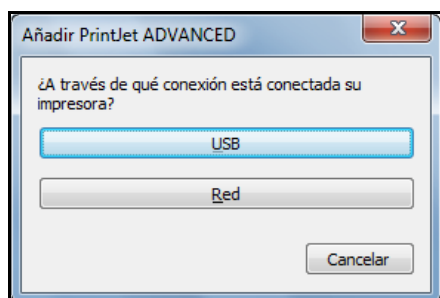 Añadir PrintJet ADVANCED
¿A través de qué conexión está conectada su
impresora?
USB
Red
Cancelar